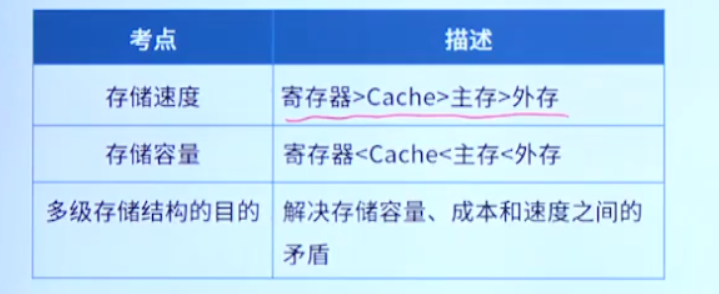 考点 描述
存储速度 寄存器>Cache>主存>外存
存储容量 寄存器<Cache<主存<外存
多级存储结构的目的 解决存储容量、成本和速度之间的
矛盾